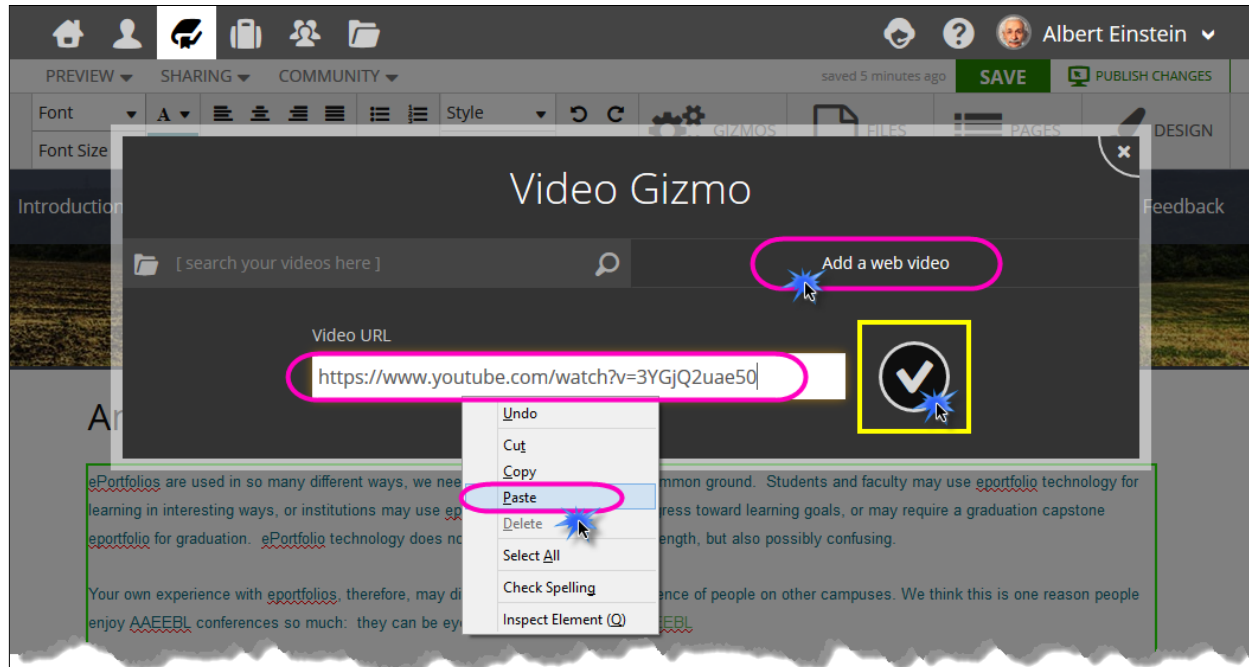 Albert Einstein
PREVIEW SHARING COMMUNITY saved 5 minutes ago SAVE PUBLISH CHANGES
Font A Style GIZMOS FILES PAGES DESIGN
Font Size
Video Gizmo
Introduction Feedback
[ search your videos here ] Add a web video
Video URL
https://www.youtube.com/watch?v=3YGjQ2uae50
Undo
Cut
Copy
Paste
Delete
Select All
Check Spelling
Inspect Element (Q)
ePortfolios are used in so many different ways, we mmon ground. Students and faculty may use eportfolio technology for
learning in interesting ways, or institutions may use gress toward learning goals, or may require a graduation capstone
eportfolio for graduation. ePortfolio technology does ength, but also possibly confusing.
Your own experience with eportfolios, therefore, may ence of people on other campuses. We think this is one reason people
enjoy AAEEBL conferences so much: they can be EEBL